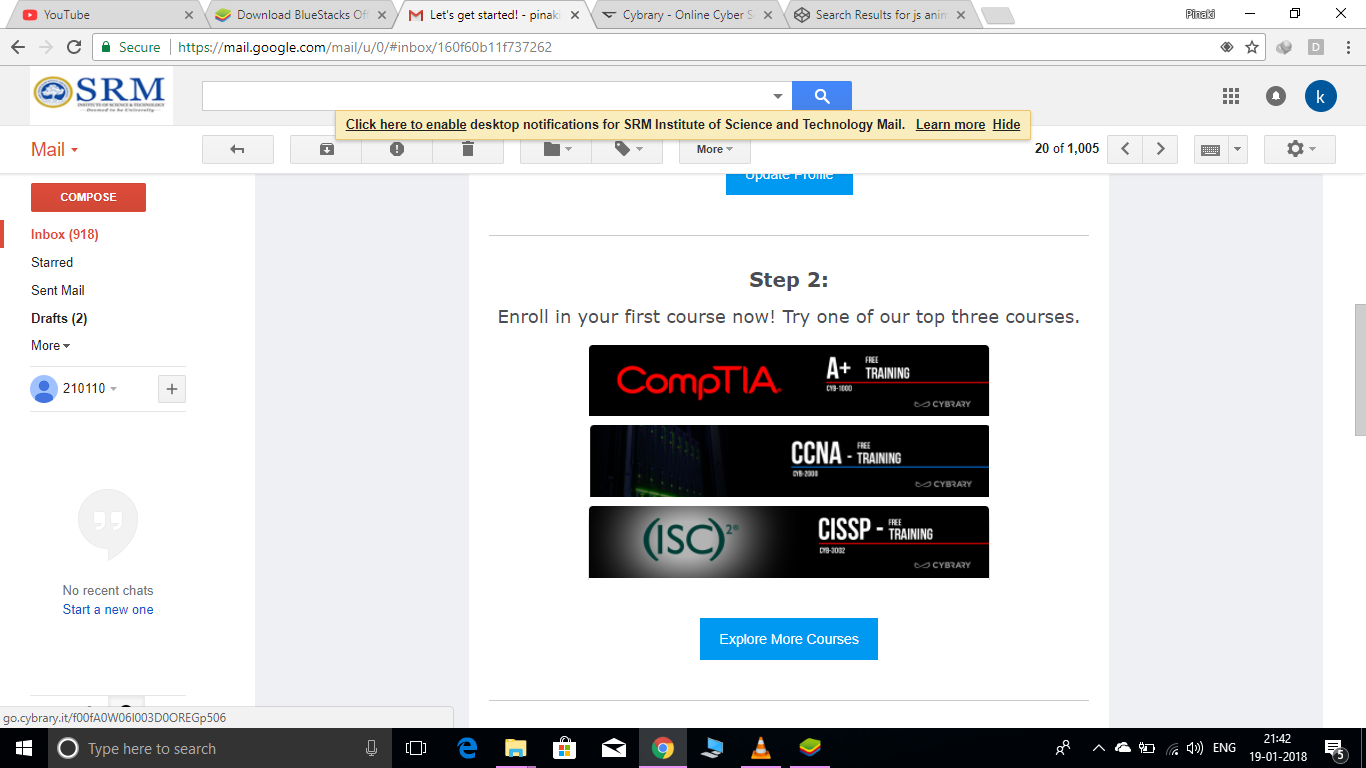 YouTube
Download BlueStacks Off
Let's get started! - pinaki
Cybrary - Online Cyber S
Search Results for js anim
Pinaki
Secure
https://mail.google.com/mail/u/0/#inbox/160f60b11f737262
D
SRM
INSTITUTE OF SCIENCE & TECHNOLOGY
Deemed to be University
k
Click here to enable desktop notifications for SRM Institute of Science and Technology Mail. Learn more Hide
Mail
More
20 of 1,005
COMPOSE
Inbox (918)
Starred
Sent Mail
Drafts (2)
More
210110
+
No recent chats
Start a new one
Update Profile
Step 2:
Enroll in your first course now! Try one of our top three courses.
CompTIA
A+ FREE TRAINING
CYB-1000
CYBRARY
CCNA - FREE TRAINING
CYB-2008
CYBRARY
(ISC)2®
CISSP - FREE TRAINING
CYB-3002
CYBRARY
Explore More Courses
go.cybrary.it/f00fA0W06I003D0OREGp506
Type here to search
ENG
21:42
19-01-2018
5